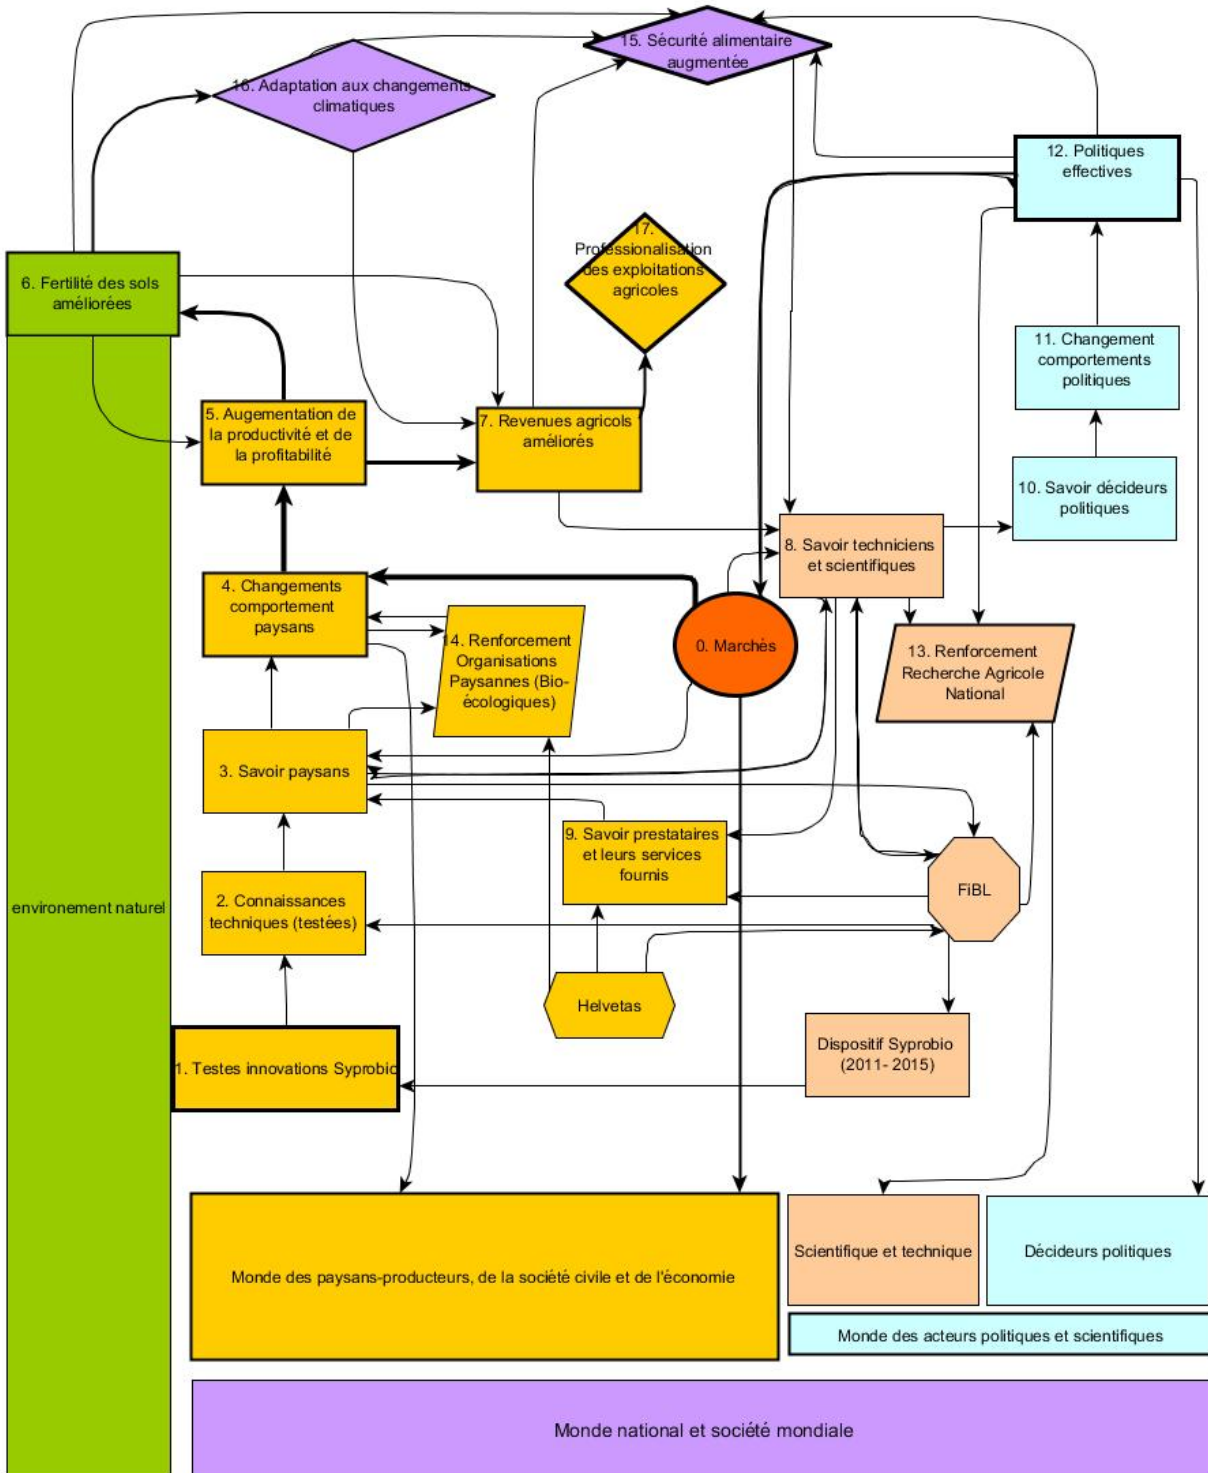 15. Sécurité alimentaire
augmentée
16. Adaptation aux changements
climatiques
12. Politiques
effectives
17.
Professionalisation
des exploitations
agricoles
6. Fertilité des sols
améliorées
11. Changement
comportements
politiques
5. Augementation de
la productivité et de
la profitabilité
7. Revenues agricols
améliorés
10. Savoir décideurs
politiques
8. Savoir techniciens
et scientifiques
4. Changements
comportement
paysans
14. Renforcement
Organisations
Paysannes (Bio-
écologiques)
0. Marchés
13. Renforcement
Recherche Agricole
National
3. Savoir paysans
9. Savoir prestataires
et leurs services
fournis
FiBL
2. Connaissances
techniques (testées)
environement naturel
Helvetas
1. Testes innovations Syprobio
Dispositif Syprobio
(2011- 2015)
Monde des paysans-producteurs, de la société civile et de l'économie
Scientifique et technique
Décideurs politiques
Monde des acteurs politiques et scientifiques
Monde national et société mondiale